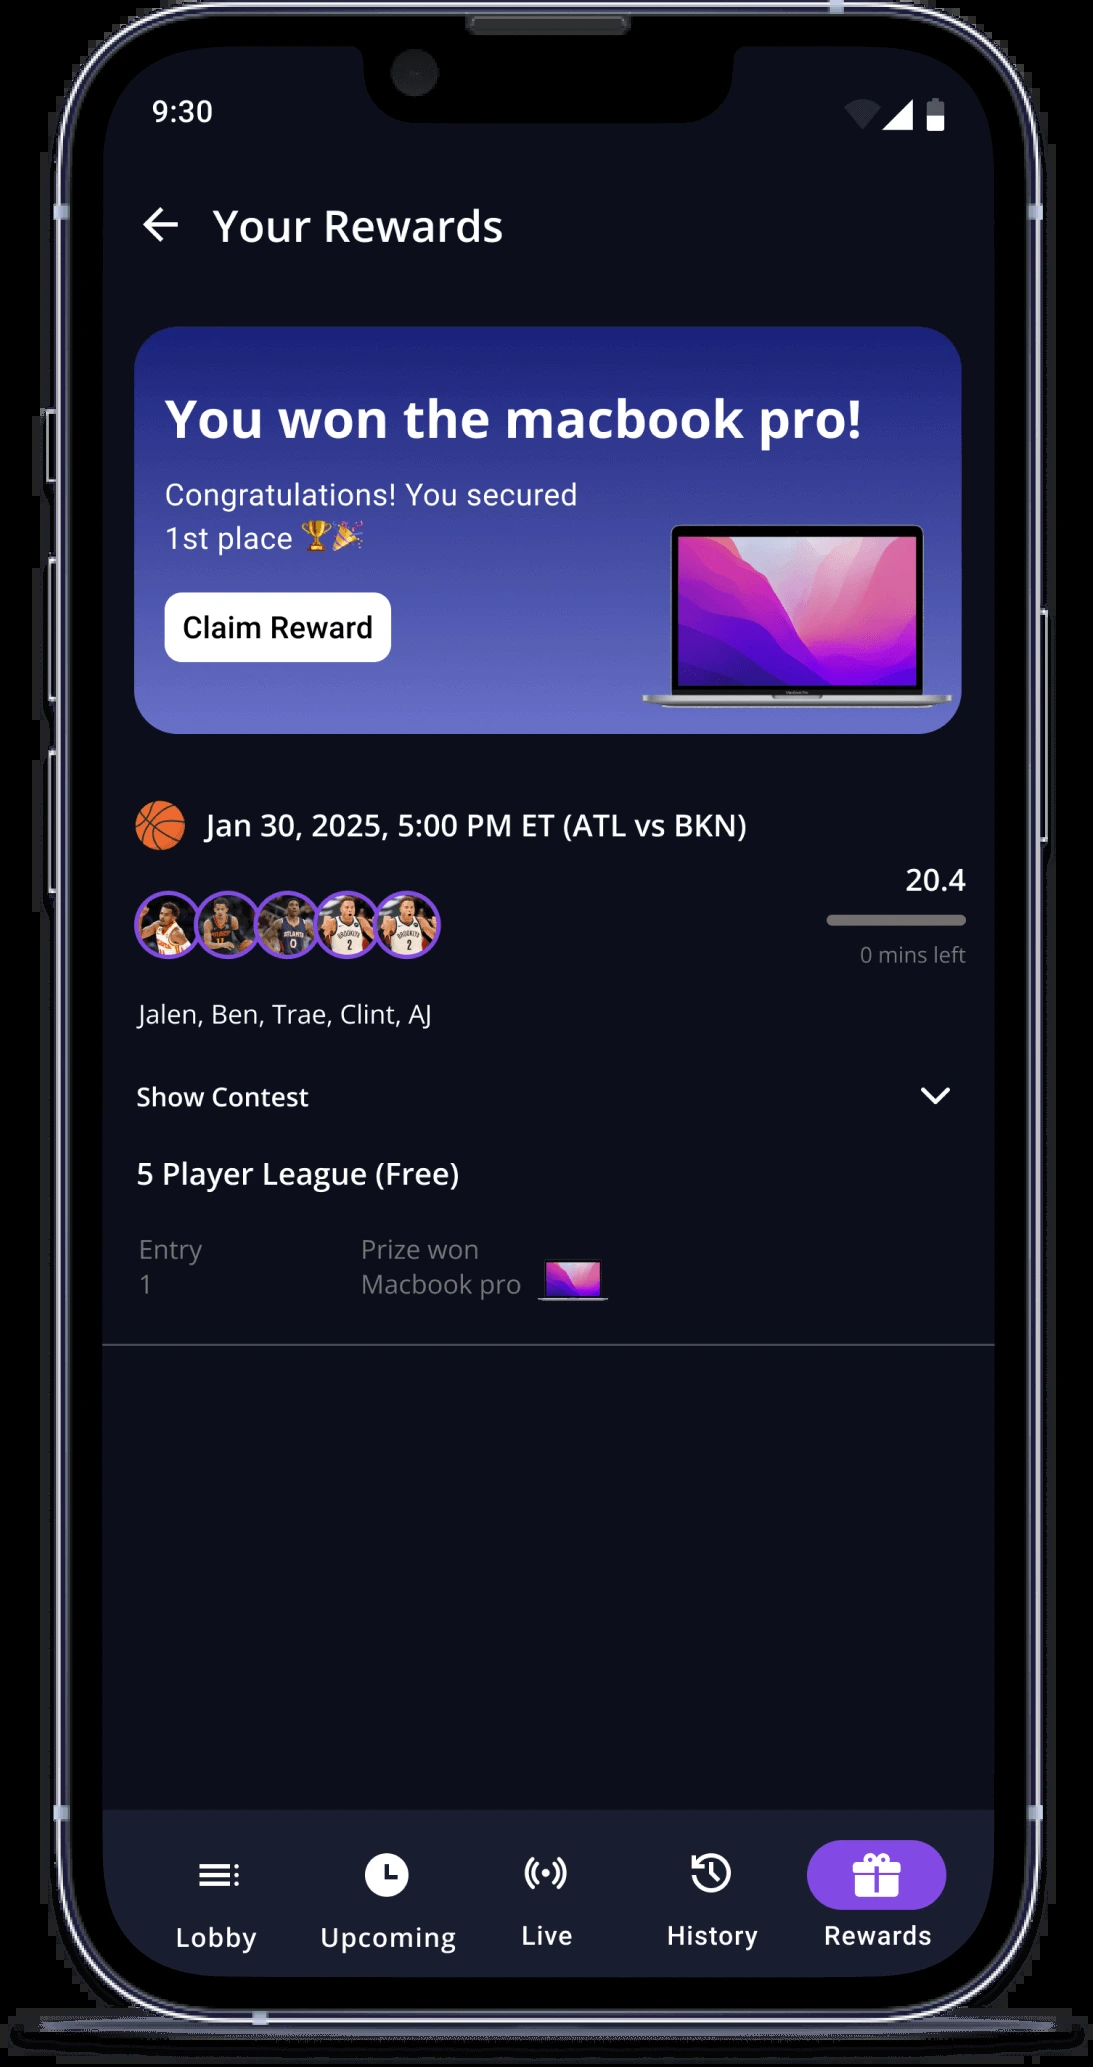 9:30
Your Rewards
You won the macbook pro!
Congratulations! You secured
1st place 🏆🎉
Claim Reward
Jan 30, 2025, 5:00 PM ET (ATL vs BKN)
20.4
0 mins left
Jalen, Ben, Trae, Clint, AJ
Show Contest
5 Player League (Free)
Entry
1
Prize won
Macbook pro
Lobby
Upcoming
Live
History
Rewards